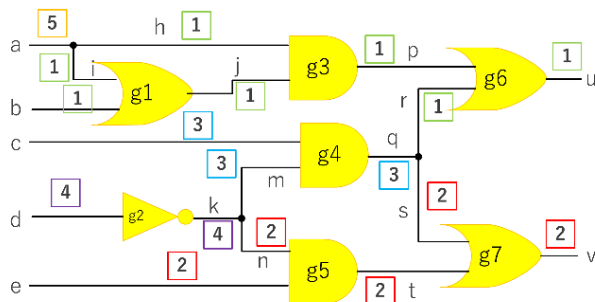 5 h 1
a 1 p 1
1 i j g3 g6 u
g1 1 r
b 1 1
3
c q
3 g4
4 m 3 2
d g2 k s 2
4 2
2 n g7 v
g5
e 2 t